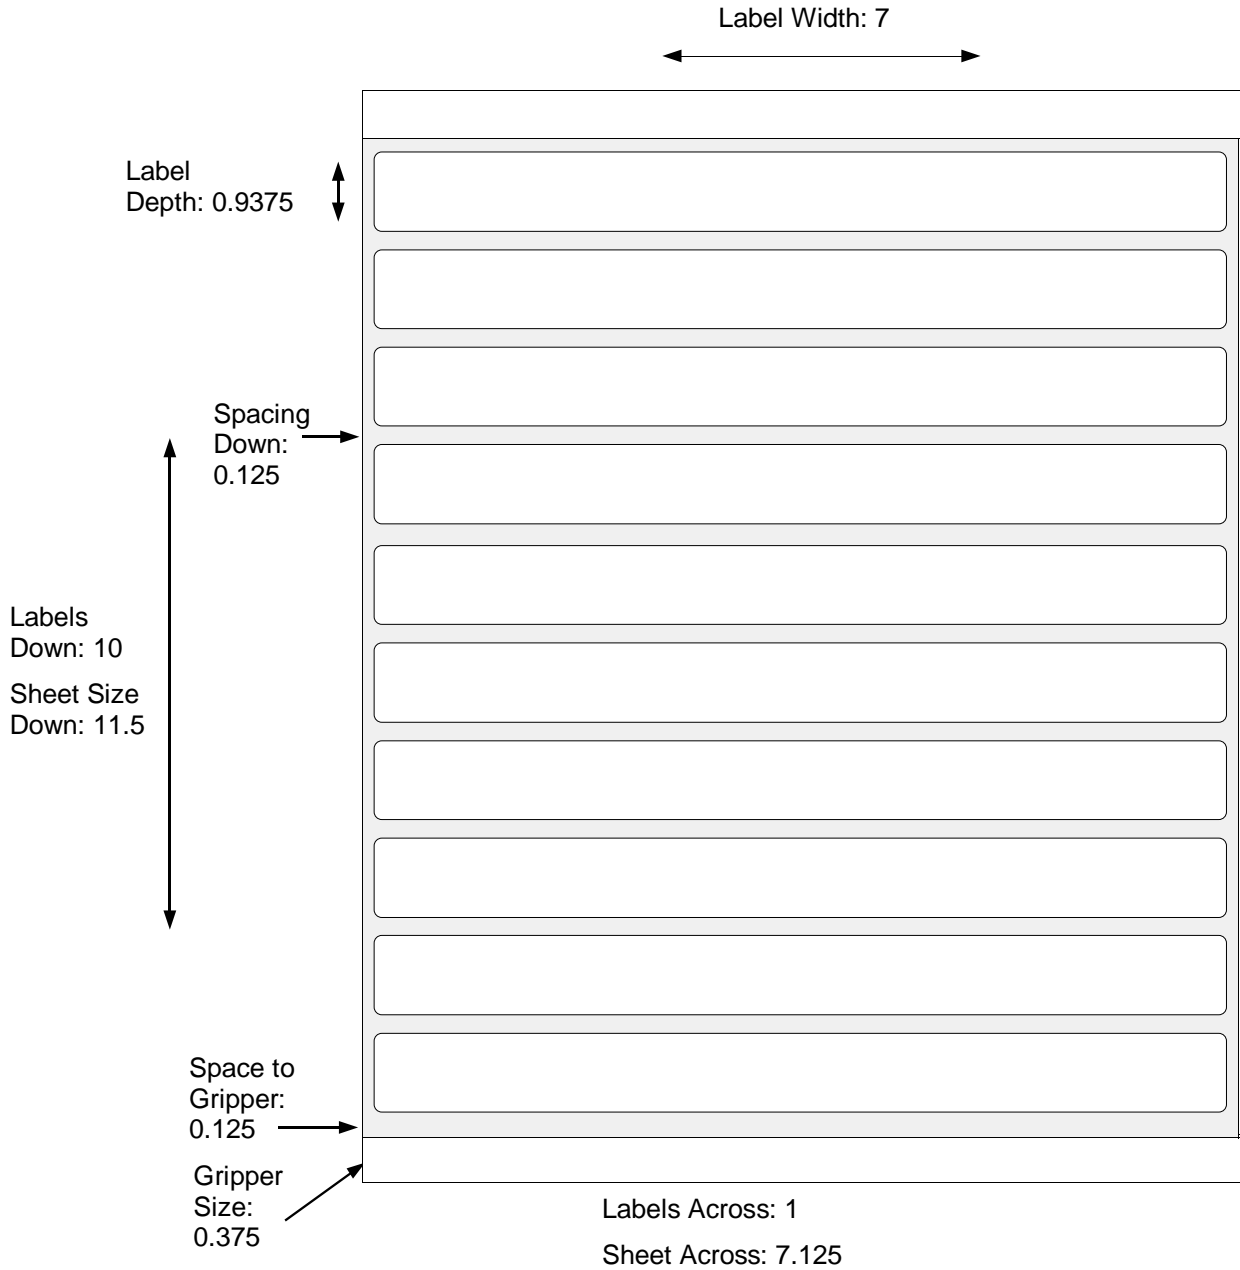 Label Width: 7
Label
Depth: 0.9375
Spacing
Down:
0.125
Labels
Down: 10
Sheet Size
Down: 11.5
Space to
Gripper:
0.125
Gripper
Size:
0.375
Labels Across: 1
Sheet Across: 7.125